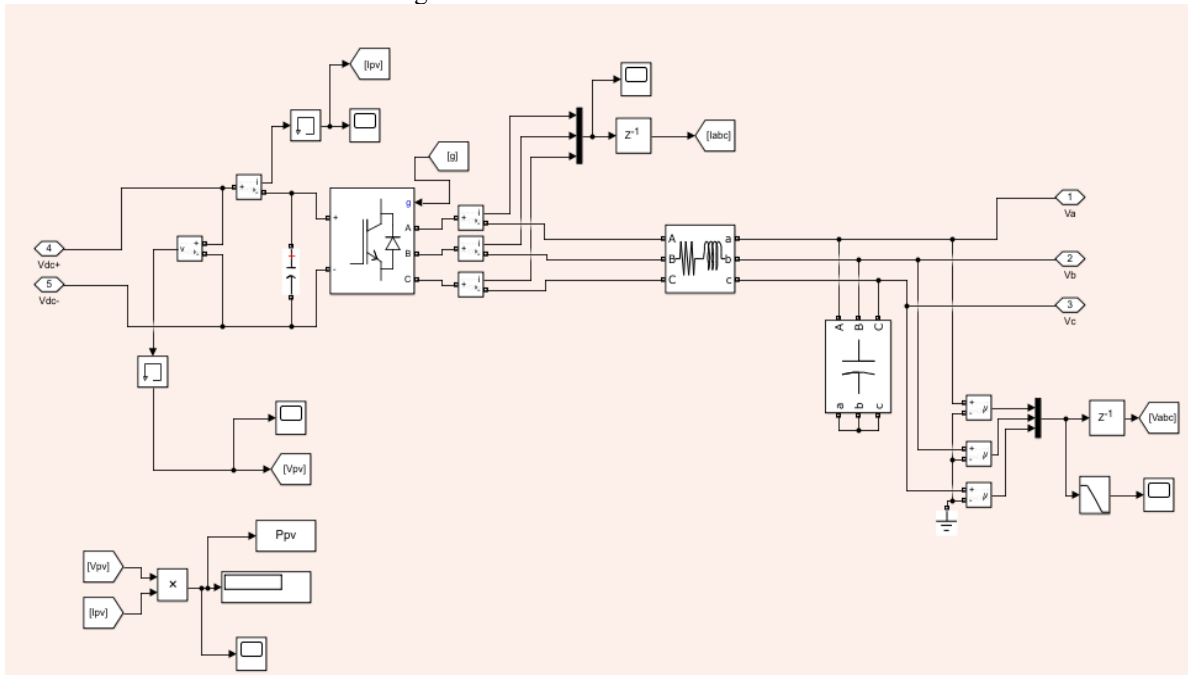 [Ipv]
[Iabc]
Z-1
[g]
g
A
B
C
+
-
+
i
-
v
+
-
4
Vdc+
5
Vdc-
+
i
-
+
i
-
+
i
-
A
B
C
a
b
c
1
Va
2
Vb
3
Vc
A
B
C
a
b
c
+
-
v
+
-
v
+
-
v
Z-1
[Vabc]
[Vpv]
Ppv
[Vpv]
[Ipv]
×